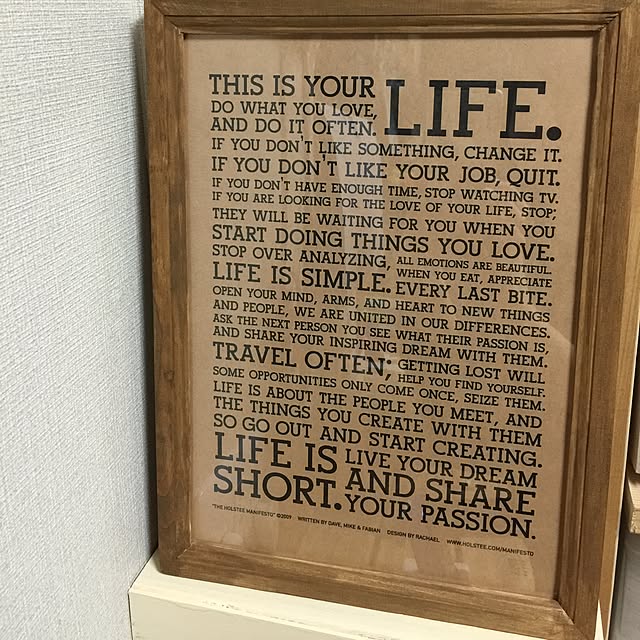 THIS IS YOUR LIFE.
DO WHAT YOU LOVE,
AND DO IT OFTEN.
IF YOU DON'T LIKE SOMETHING, CHANGE IT.
IF YOU DON'T LIKE YOUR JOB, QUIT.
IF YOU DON'T HAVE ENOUGH TIME, STOP WATCHING TV.
IF YOU ARE LOOKING FOR THE LOVE OF YOUR LIFE, STOP;
THEY WILL BE WAITING FOR YOU WHEN YOU
START DOING THINGS YOU LOVE.
STOP OVER ANALYZING,
LIFE IS SIMPLE.
ALL EMOTIONS ARE BEAUTIFUL.
WHEN YOU EAT, APPRECIATE
EVERY LAST BITE.
OPEN YOUR MIND, ARMS, AND HEART TO NEW THINGS
AND PEOPLE, WE ARE UNITED IN OUR DIFFERENCES.
ASK THE NEXT PERSON YOU SEE WHAT THEIR PASSION IS,
AND SHARE YOUR INSPIRING DREAM WITH THEM.
TRAVEL OFTEN;
GETTING LOST WILL
HELP YOU FIND YOURSELF.
SOME OPPORTUNITIES ONLY COME ONCE, SEIZE THEM.
LIFE IS ABOUT THE PEOPLE YOU MEET, AND
THE THINGS YOU CREATE WITH THEM
SO GO OUT AND START CREATING.
LIFE IS
SHORT.
LIVE YOUR DREAM
AND SHARE
YOUR PASSION.
"THE HOLSTEE MANIFESTO" ©2009 WRITTEN BY DAVE, MIKE & FABIAN DESIGN BY RACHAEL WWW.HOLSTEE.COM/MANIFESTO